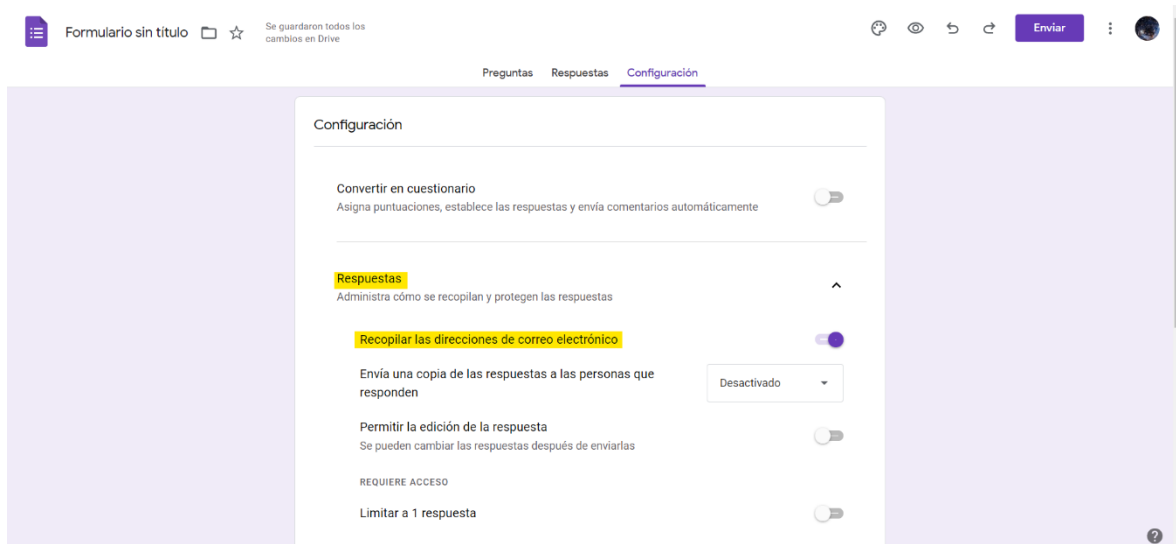 Formulario sin título
Se guardaron todos los
cambios en Drive
Enviar
Preguntas Respuestas Configuración
Configuración
Convertir en cuestionario
Asigna puntuaciones, establece las respuestas y envía comentarios automáticamente
Respuestas
Administra cómo se recopilan y protegen las respuestas
Recopilar las direcciones de correo electrónico
Envía una copia de las respuestas a las personas que
responden
Desactivado
Permitir la edición de la respuesta
Se pueden cambiar las respuestas después de enviarlas
REQUIERE ACCESO
Limitar a 1 respuesta